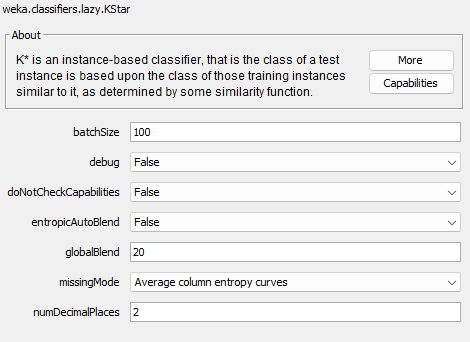 weka.classifiers.lazy.KStar
About
K* is an instance-based classifier, that is the class of a test
instance is based upon the class of those training instances
similar to it, as determined by some similarity function.
More
Capabilities
batchSize 100
debug False
doNotCheckCapabilities False
entropicAutoBlend False
globalBlend 20
missingMode Average column entropy curves
numDecimalPlaces 2